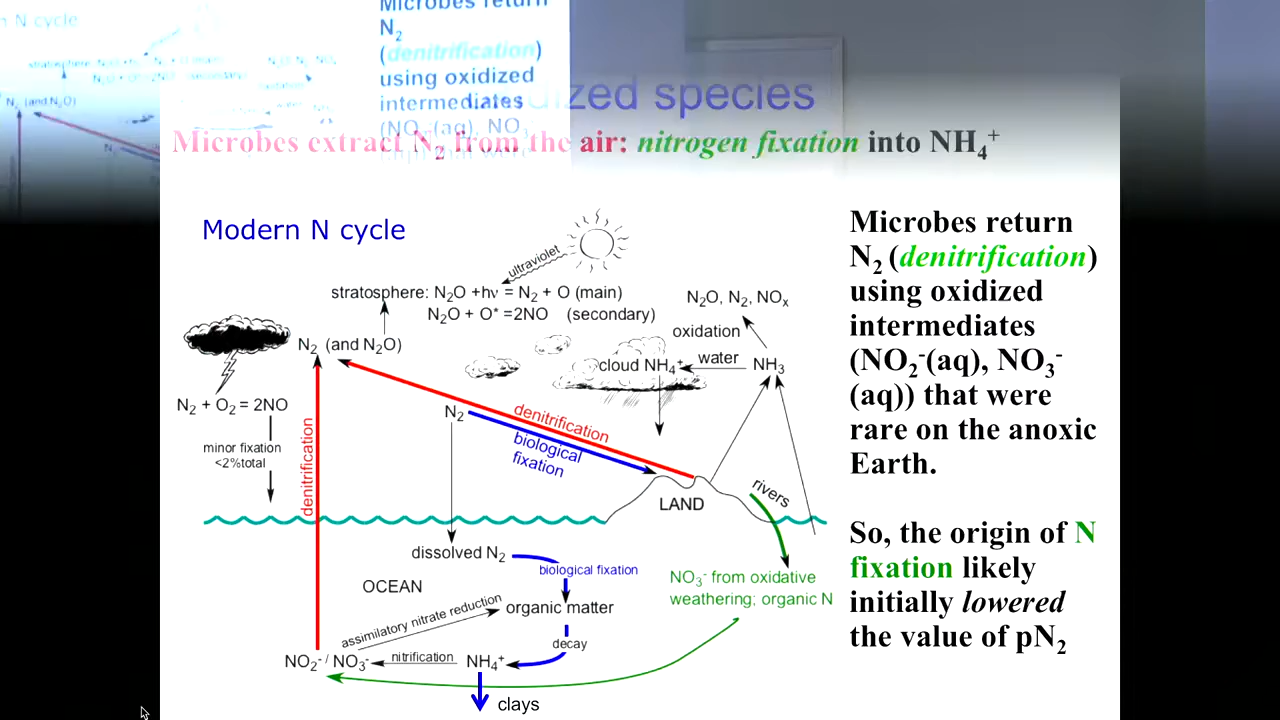 N cycle
Microbes return
N2
(denitrification)
using oxidized
intermediates
(NO2-(aq), NO3-
N2 (and N2O)
ized species
Microbes extract N2 from the air: nitrogen fixation into NH4+
Modern N cycle
ultraviolet
stratosphere: N2O +hν = N2 + O (main)
N2O + O* =2NO (secondary)
N2O, N2, NOx
oxidation
N2 (and N2O)
cloud NH4+
water
NH3
N2 + O2 = 2NO
minor fixation
<2%total
denitrification
N2
denitrification
biological
fixation
LAND
rivers
dissolved N2
biological fixation
OCEAN
NO3- from oxidative
weathering; organic N
assimilatory nitrate reduction
organic matter
decay
NO2- / NO3-
nitrification
NH4+
clays
Microbes return
N2 (denitrification)
using oxidized
intermediates
(NO2-(aq), NO3-
(aq)) that were
rare on the anoxic
Earth.
So, the origin of N
fixation likely
initially lowered
the value of pN2